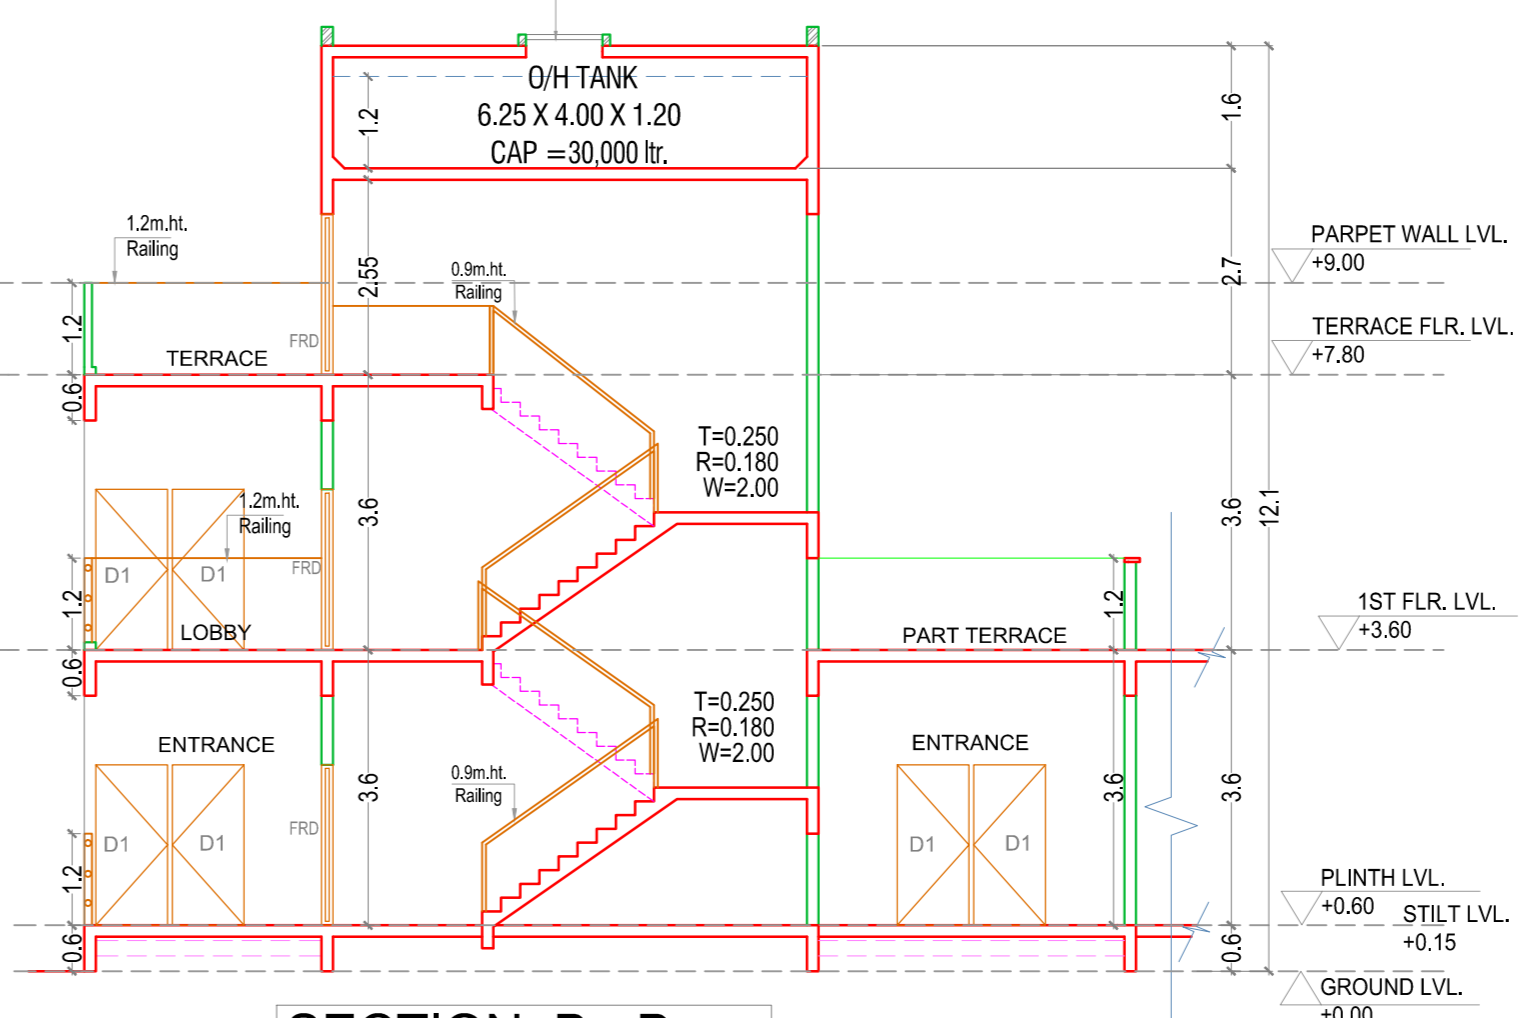 O/H TANK
6.25 X 4.00 X 1.20
CAP =30,000 ltr.
1.2
1.6
1.2m.ht.
Railing
0.9m.ht.
Railing
2.55
2.7
PARPET WALL LVL.
+9.00
1.2
FRD
TERRACE
TERRACE FLR. LVL.
+7.80
0.6
T=0.250
R=0.180
W=2.00
1.2m.ht.
Railing
3.6
3.6
12.1
D1
D1
FRD
1.2
LOBBY
1.2
PART TERRACE
1ST FLR. LVL.
+3.60
0.6
T=0.250
R=0.180
W=2.00
ENTRANCE
ENTRANCE
0.9m.ht.
Railing
3.6
3.6
3.6
D1
D1
FRD
D1
D1
1.2
PLINTH LVL.
+0.60
STILT LVL.
+0.15
0.6
0.6
GROUND LVL.
+0.00